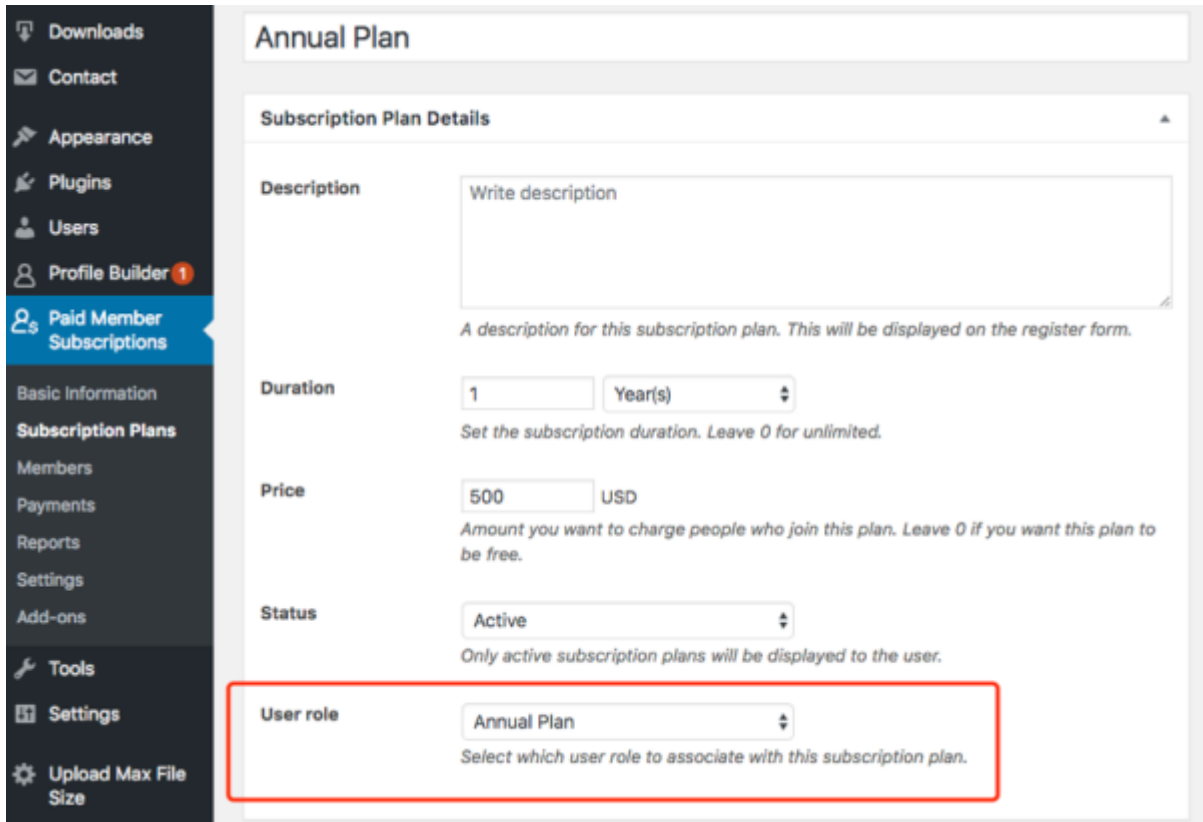 Downloads
Contact
Appearance
Plugins
Users
Profile Builder 1
Paid Member
Subscriptions
Basic Information
Subscription Plans
Members
Payments
Reports
Settings
Add-ons
Tools
Settings
Upload Max File
Size
Annual Plan
Subscription Plan Details
Description
Write description
A description for this subscription plan. This will be displayed on the register form.
Duration
1 Year(s)
Set the subscription duration. Leave 0 for unlimited.
Price
500 USD
Amount you want to charge people who join this plan. Leave 0 if you want this plan to
be free.
Status
Active
Only active subscription plans will be displayed to the user.
User role
Annual Plan
Select which user role to associate with this subscription plan.